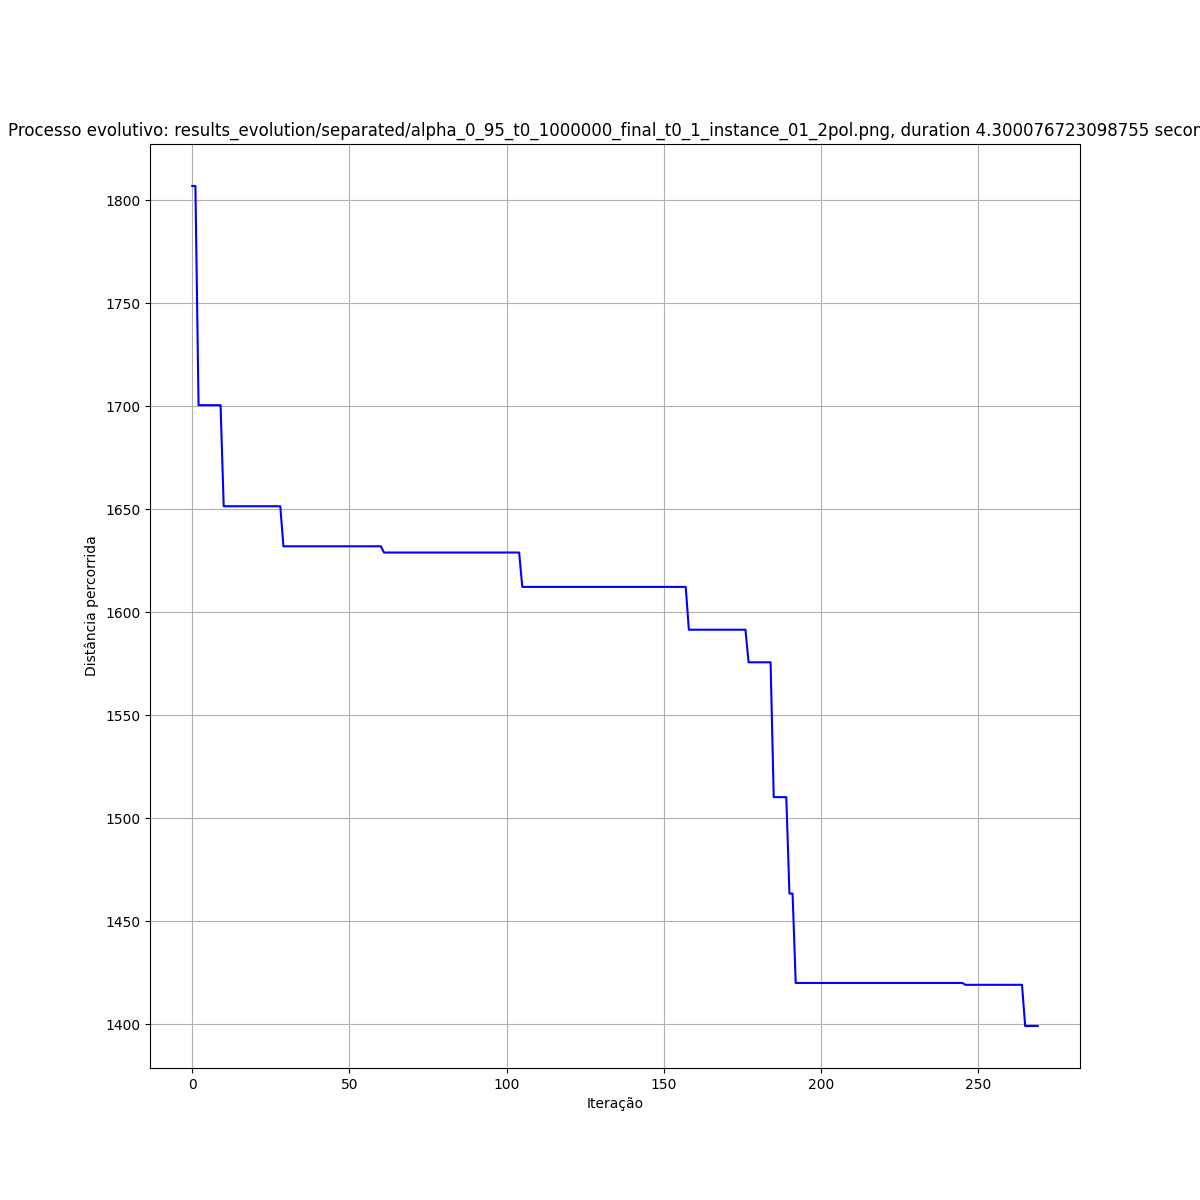 Processo evolutivo: results_evolution/separated/alpha_0_95_t0_1000000_final_t0_1_instance_01_2pol.png, duration 4.300076723098755 secon
1800
1750
1700
1650
1600
1550
1500
1450
1400
Distância percorrida
0 50 100 150 200 250
Iteração